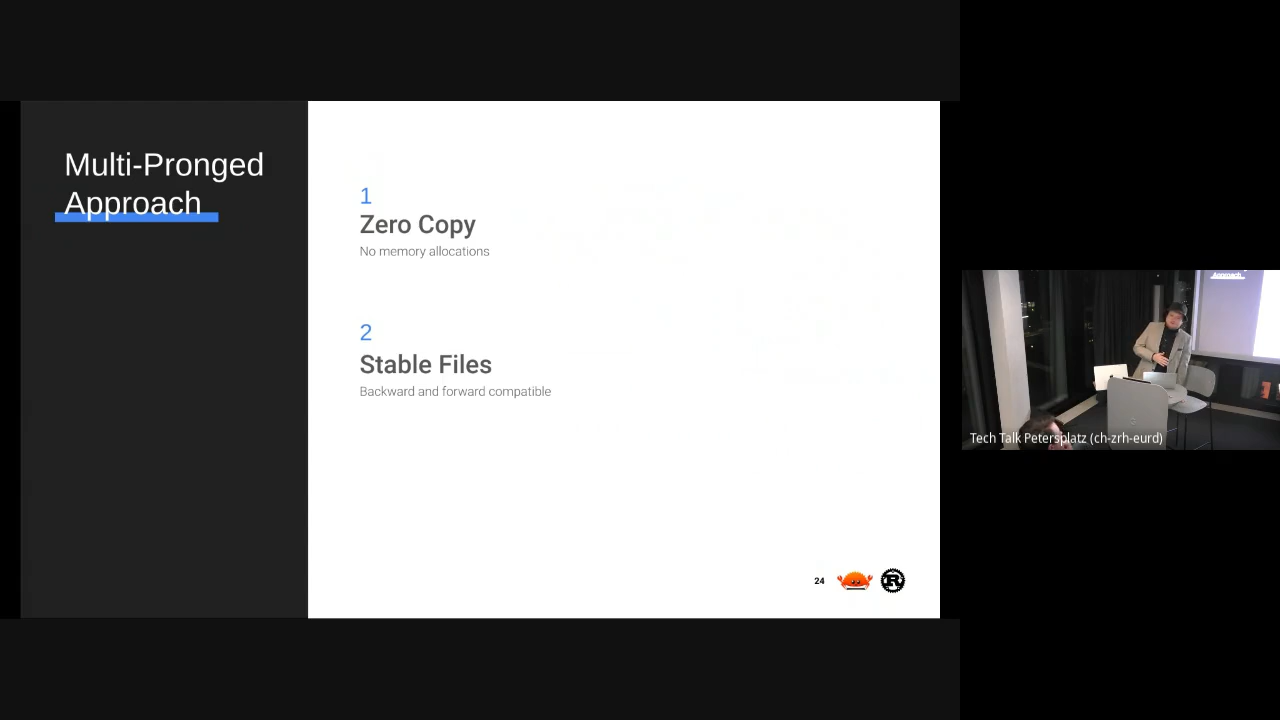 Multi-Pronged
Approach
1
Zero Copy
No memory allocations
2
Stable Files
Backward and forward compatible
24
R
Approach
Tech Talk Petersplatz (ch-zrh-eurd)